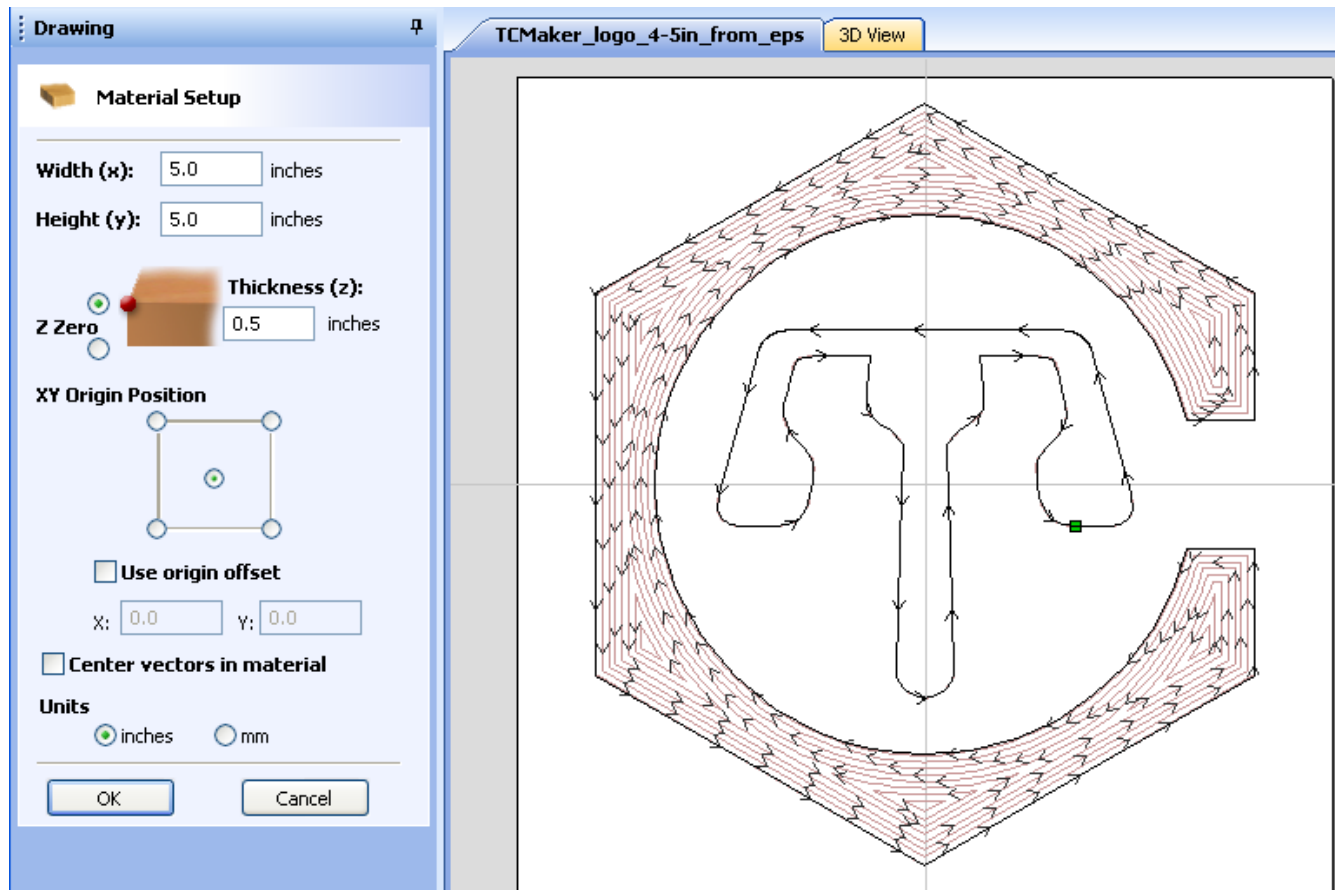 Drawing
TCMaker_logo_4-5in_from_eps
3D View
Material Setup
Width (x): 5.0 inches
Height (y): 5.0 inches
Thickness (z):
Z Zero 0.5 inches
XY Origin Position
Use origin offset
X: 0.0 Y: 0.0
Center vectors in material
Units
inches mm
OK Cancel